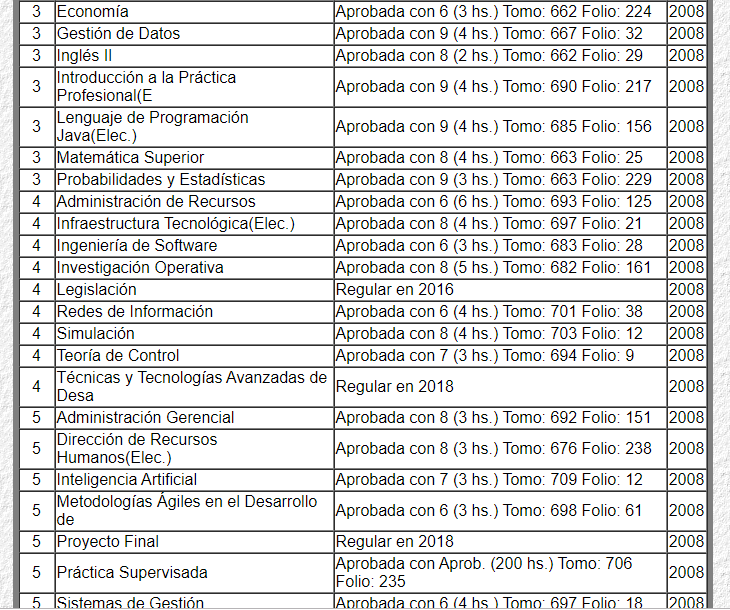 3 Economía Aprobada con 6 (3 hs.) Tomo: 662 Folio: 224 2008
3 Gestión de Datos Aprobada con 9 (4 hs.) Tomo: 667 Folio: 32 2008
3 Inglés II Aprobada con 8 (2 hs.) Tomo: 662 Folio: 29 2008
3 Introducción a la Práctica
Profesional(E Aprobada con 9 (4 hs.) Tomo: 690 Folio: 217 2008
3 Lenguaje de Programación
Java(Elec.) Aprobada con 9 (4 hs.) Tomo: 685 Folio: 156 2008
3 Matemática Superior Aprobada con 8 (4 hs.) Tomo: 663 Folio: 25 2008
3 Probabilidades y Estadísticas Aprobada con 9 (3 hs.) Tomo: 663 Folio: 229 2008
4 Administración de Recursos Aprobada con 6 (6 hs.) Tomo: 693 Folio: 125 2008
4 Infraestructura Tecnológica(Elec.) Aprobada con 8 (4 hs.) Tomo: 697 Folio: 21 2008
4 Ingeniería de Software Aprobada con 6 (3 hs.) Tomo: 683 Folio: 28 2008
4 Investigación Operativa Aprobada con 8 (5 hs.) Tomo: 682 Folio: 161 2008
4 Legislación Regular en 2016 2008
4 Redes de Información Aprobada con 6 (4 hs.) Tomo: 701 Folio: 38 2008
4 Simulación Aprobada con 8 (4 hs.) Tomo: 703 Folio: 12 2008
4 Teoría de Control Aprobada con 7 (3 hs.) Tomo: 694 Folio: 9 2008
4 Técnicas y Tecnologías Avanzadas de
Desa Regular en 2018 2008
5 Administración Gerencial Aprobada con 8 (3 hs.) Tomo: 692 Folio: 151 2008
5 Dirección de Recursos
Humanos(Elec.) Aprobada con 8 (3 hs.) Tomo: 676 Folio: 238 2008
5 Inteligencia Artificial Aprobada con 7 (3 hs.) Tomo: 709 Folio: 12 2008
5 Metodologías Ágiles en el Desarrollo
de Aprobada con 6 (3 hs.) Tomo: 698 Folio: 61 2008
5 Proyecto Final Regular en 2018 2008
5 Práctica Supervisada Aprobada con Aprob. (200 hs.) Tomo: 706
Folio: 235 2008
5 Sistemas de Gestión Aprobada con 6 (4 hs.) Tomo: 697 Folio: 18 2008